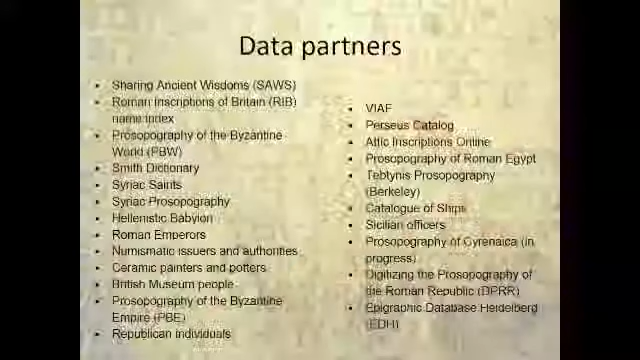 Data partners
Sharing Ancient Wisdoms (SAWS)
Roman Inscriptions of Britain (RIB)
name index
Prosopography of the Byzantine
World (PBW)
Smith Dictionary
Syriac Saints
Syriac Prosopography
Hellenistic Babylon
Roman Emperors
Numismatic issuers and authorities
Ceramic painters and potters
British Museum people
Prosopography of the Byzantine
Empire (PBE)
Republican individuals
VIAF
Perseus Catalog
Attic Inscriptions Online
Prosopography of Roman Egypt
Tebtynis Prosopography
(Berkeley)
Catalogue of Ships
Sicilian officers
Prosopography of Cyrenaica (in
progress)
Digitizing the Prosopography of
the Roman Republic (DPRR)
Epigraphic Database Heidelberg
(EDH)